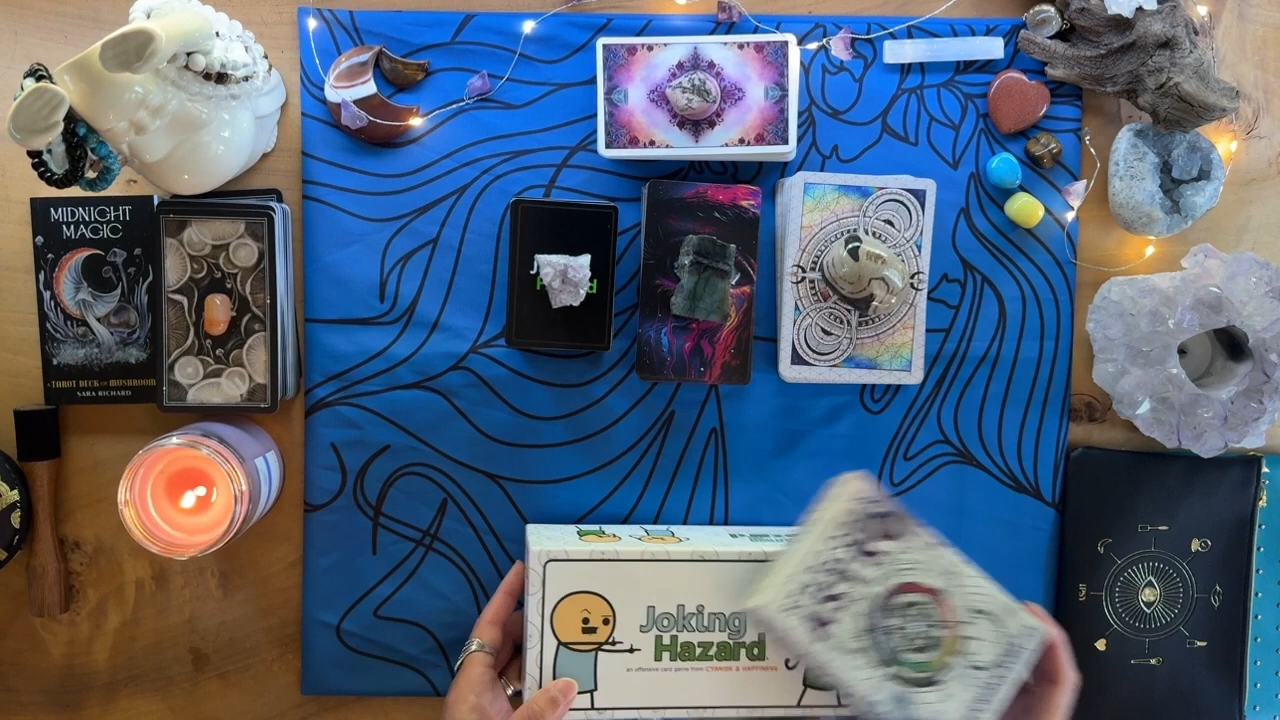 MIDNIGHT
MAGIC
A TAROT DECK OF MUSHROOMS
SARA RICHARD
Joking
Hazard
an offensive card game from CYANIDE & HAPPINESS